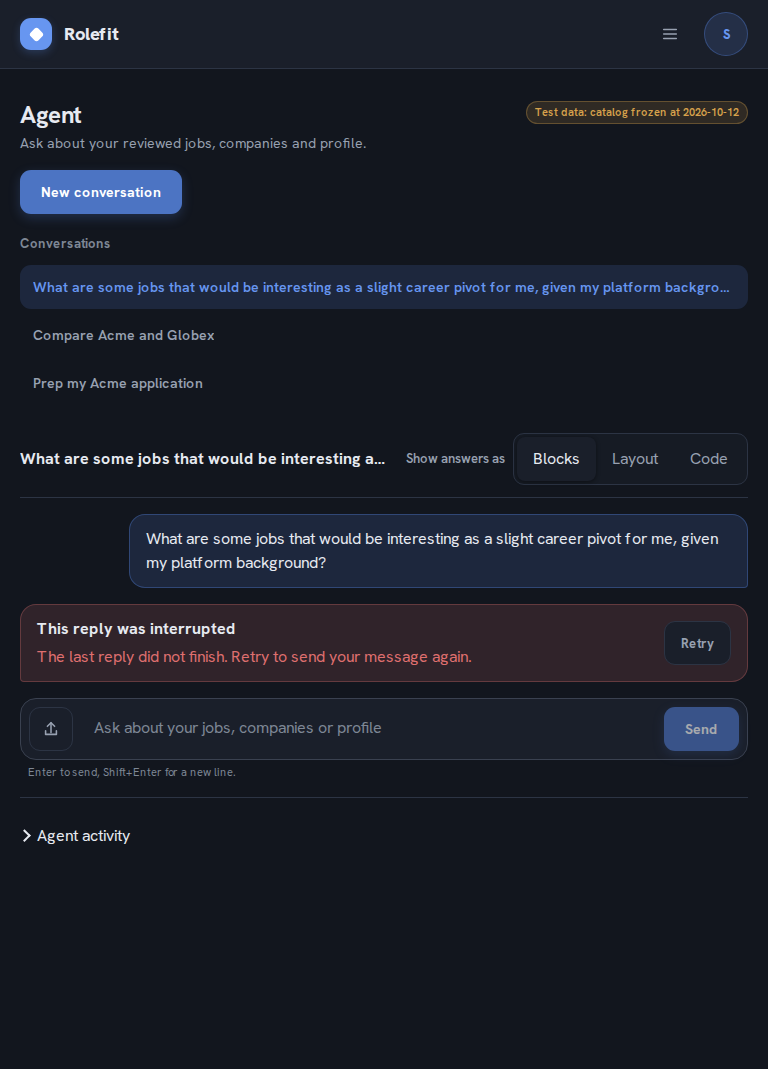 Rolefit
S
Agent
Test data: catalog frozen at 2026-10-12
Ask about your reviewed jobs, companies and profile.
New conversation
Conversations
What are some jobs that would be interesting as a slight career pivot for me, given my platform backgro...
Compare Acme and Globex
Prep my Acme application
What are some jobs that would be interesting a...
Show answers as
Blocks
Layout
Code
What are some jobs that would be interesting as a slight career pivot for me, given
my platform background?
This reply was interrupted
The last reply did not finish. Retry to send your message again.
Retry
Ask about your jobs, companies or profile
Send
Enter to send, Shift+Enter for a new line.
Agent activity